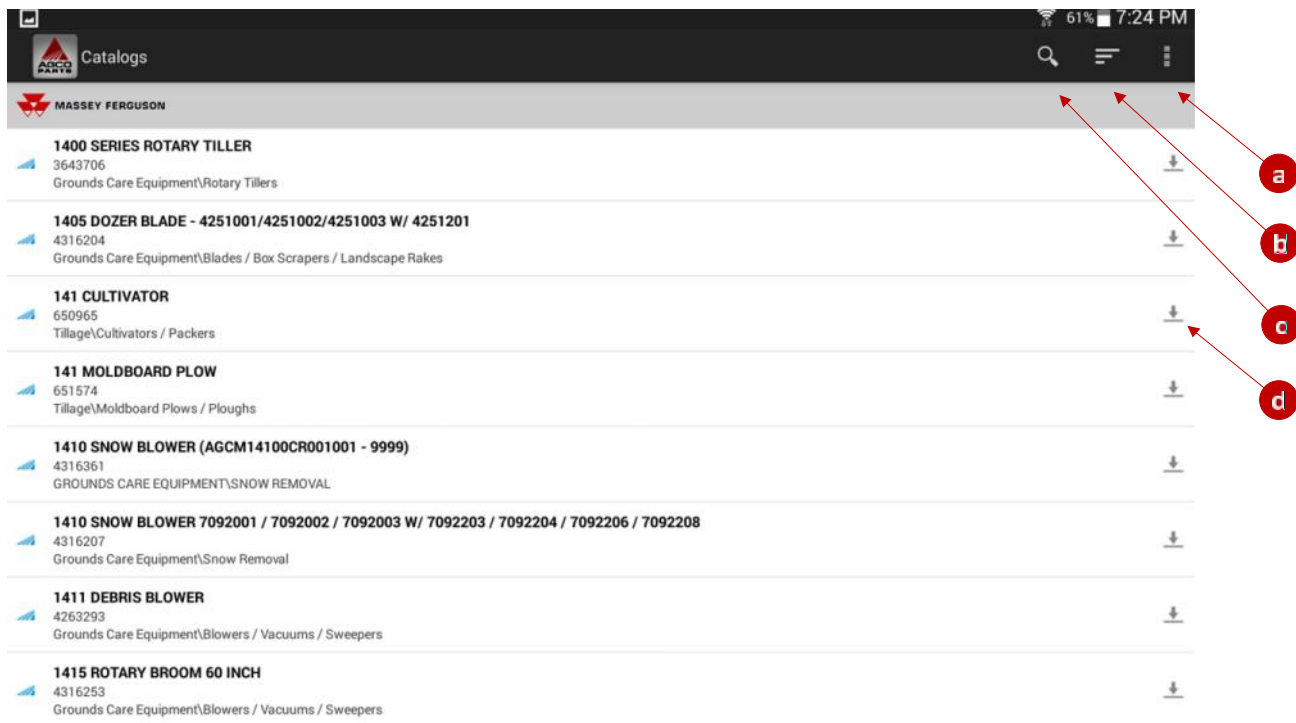 61% 7:24 PM
AGCO PARTS Catalogs
MASSEY FERGUSON
1400 SERIES ROTARY TILLER
3643706
Grounds Care Equipment\Rotary Tillers
a
1405 DOZER BLADE - 4251001/4251002/4251003 W/ 4251201
4316204
Grounds Care Equipment\Blades / Box Scrapers / Landscape Rakes
b
141 CULTIVATOR
650965
Tillage\Cultivators / Packers
c
141 MOLDBOARD PLOW
651574
Tillage\Moldboard Plows / Ploughs
d
1410 SNOW BLOWER (AGCM14100CR001001 - 9999)
4316361
GROUNDS CARE EQUIPMENT\SNOW REMOVAL
1410 SNOW BLOWER 7092001 / 7092002 / 7092003 W/ 7092203 / 7092204 / 7092206 / 7092208
4316207
Grounds Care Equipment\Snow Removal
1411 DEBRIS BLOWER
4263293
Grounds Care Equipment\Blowers / Vacuums / Sweepers
1415 ROTARY BROOM 60 INCH
4316253
Grounds Care Equipment\Blowers / Vacuums / Sweepers